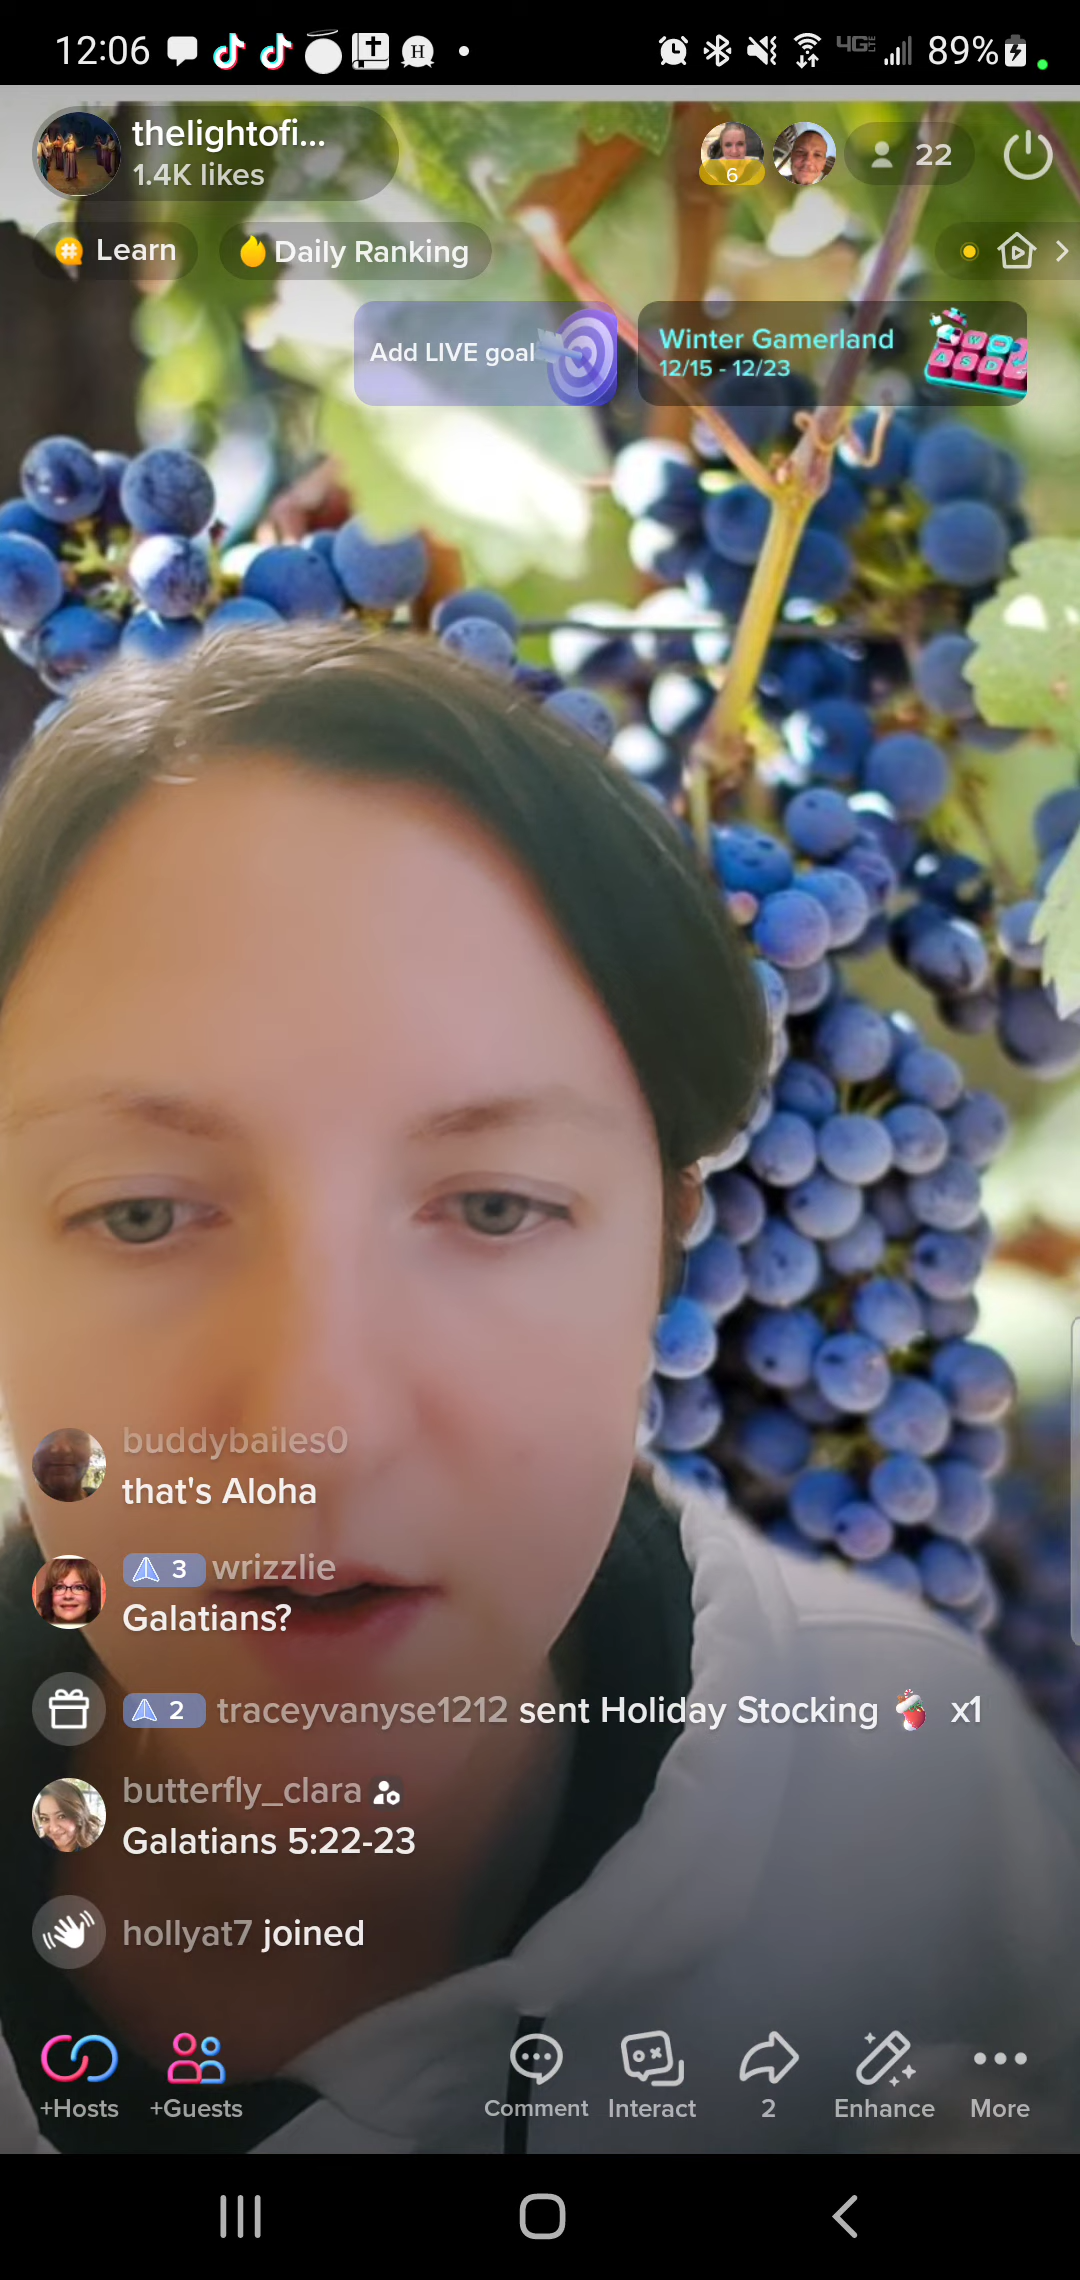 12:06
4G LTE
89%
thelightofi...
1.4K likes
6
22
Learn
Daily Ranking
Add LIVE goal
Winter Gamerland
12/15 - 12/23
W
A S D
buddybailes0
that's Aloha
3 wrizzlie
Galatians?
2 traceyvanyse1212 sent Holiday Stocking x1
butterfly_clara
Galatians 5:22-23
hollyat7 joined
+Hosts
+Guests
Comment
Interact
2
Enhance
More